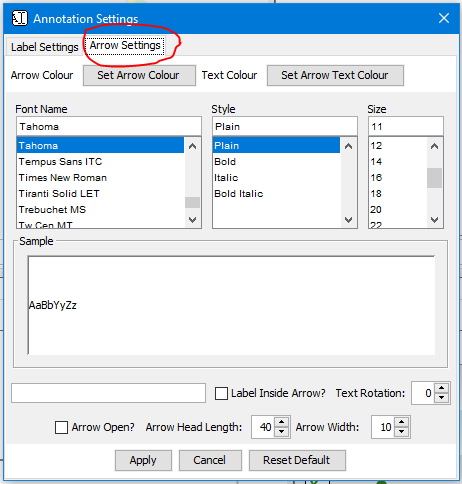 Annotation Settings
Label Settings Arrow Settings
Arrow Colour Set Arrow Colour Text Colour Set Arrow Text Colour
Font Name Style Size
Tahoma Plain 11
Tahoma Plain 12
Tempus Sans ITC Bold 14
Times New Roman Italic 16
Tiranti Solid LET Bold Italic 18
Trebuchet MS 20
Tw Cen MT 22
Sample
AaBbYyZz
Label Inside Arrow? Text Rotation: 0
Arrow Open? Arrow Head Length: 40 Arrow Width: 10
Apply Cancel Reset Default